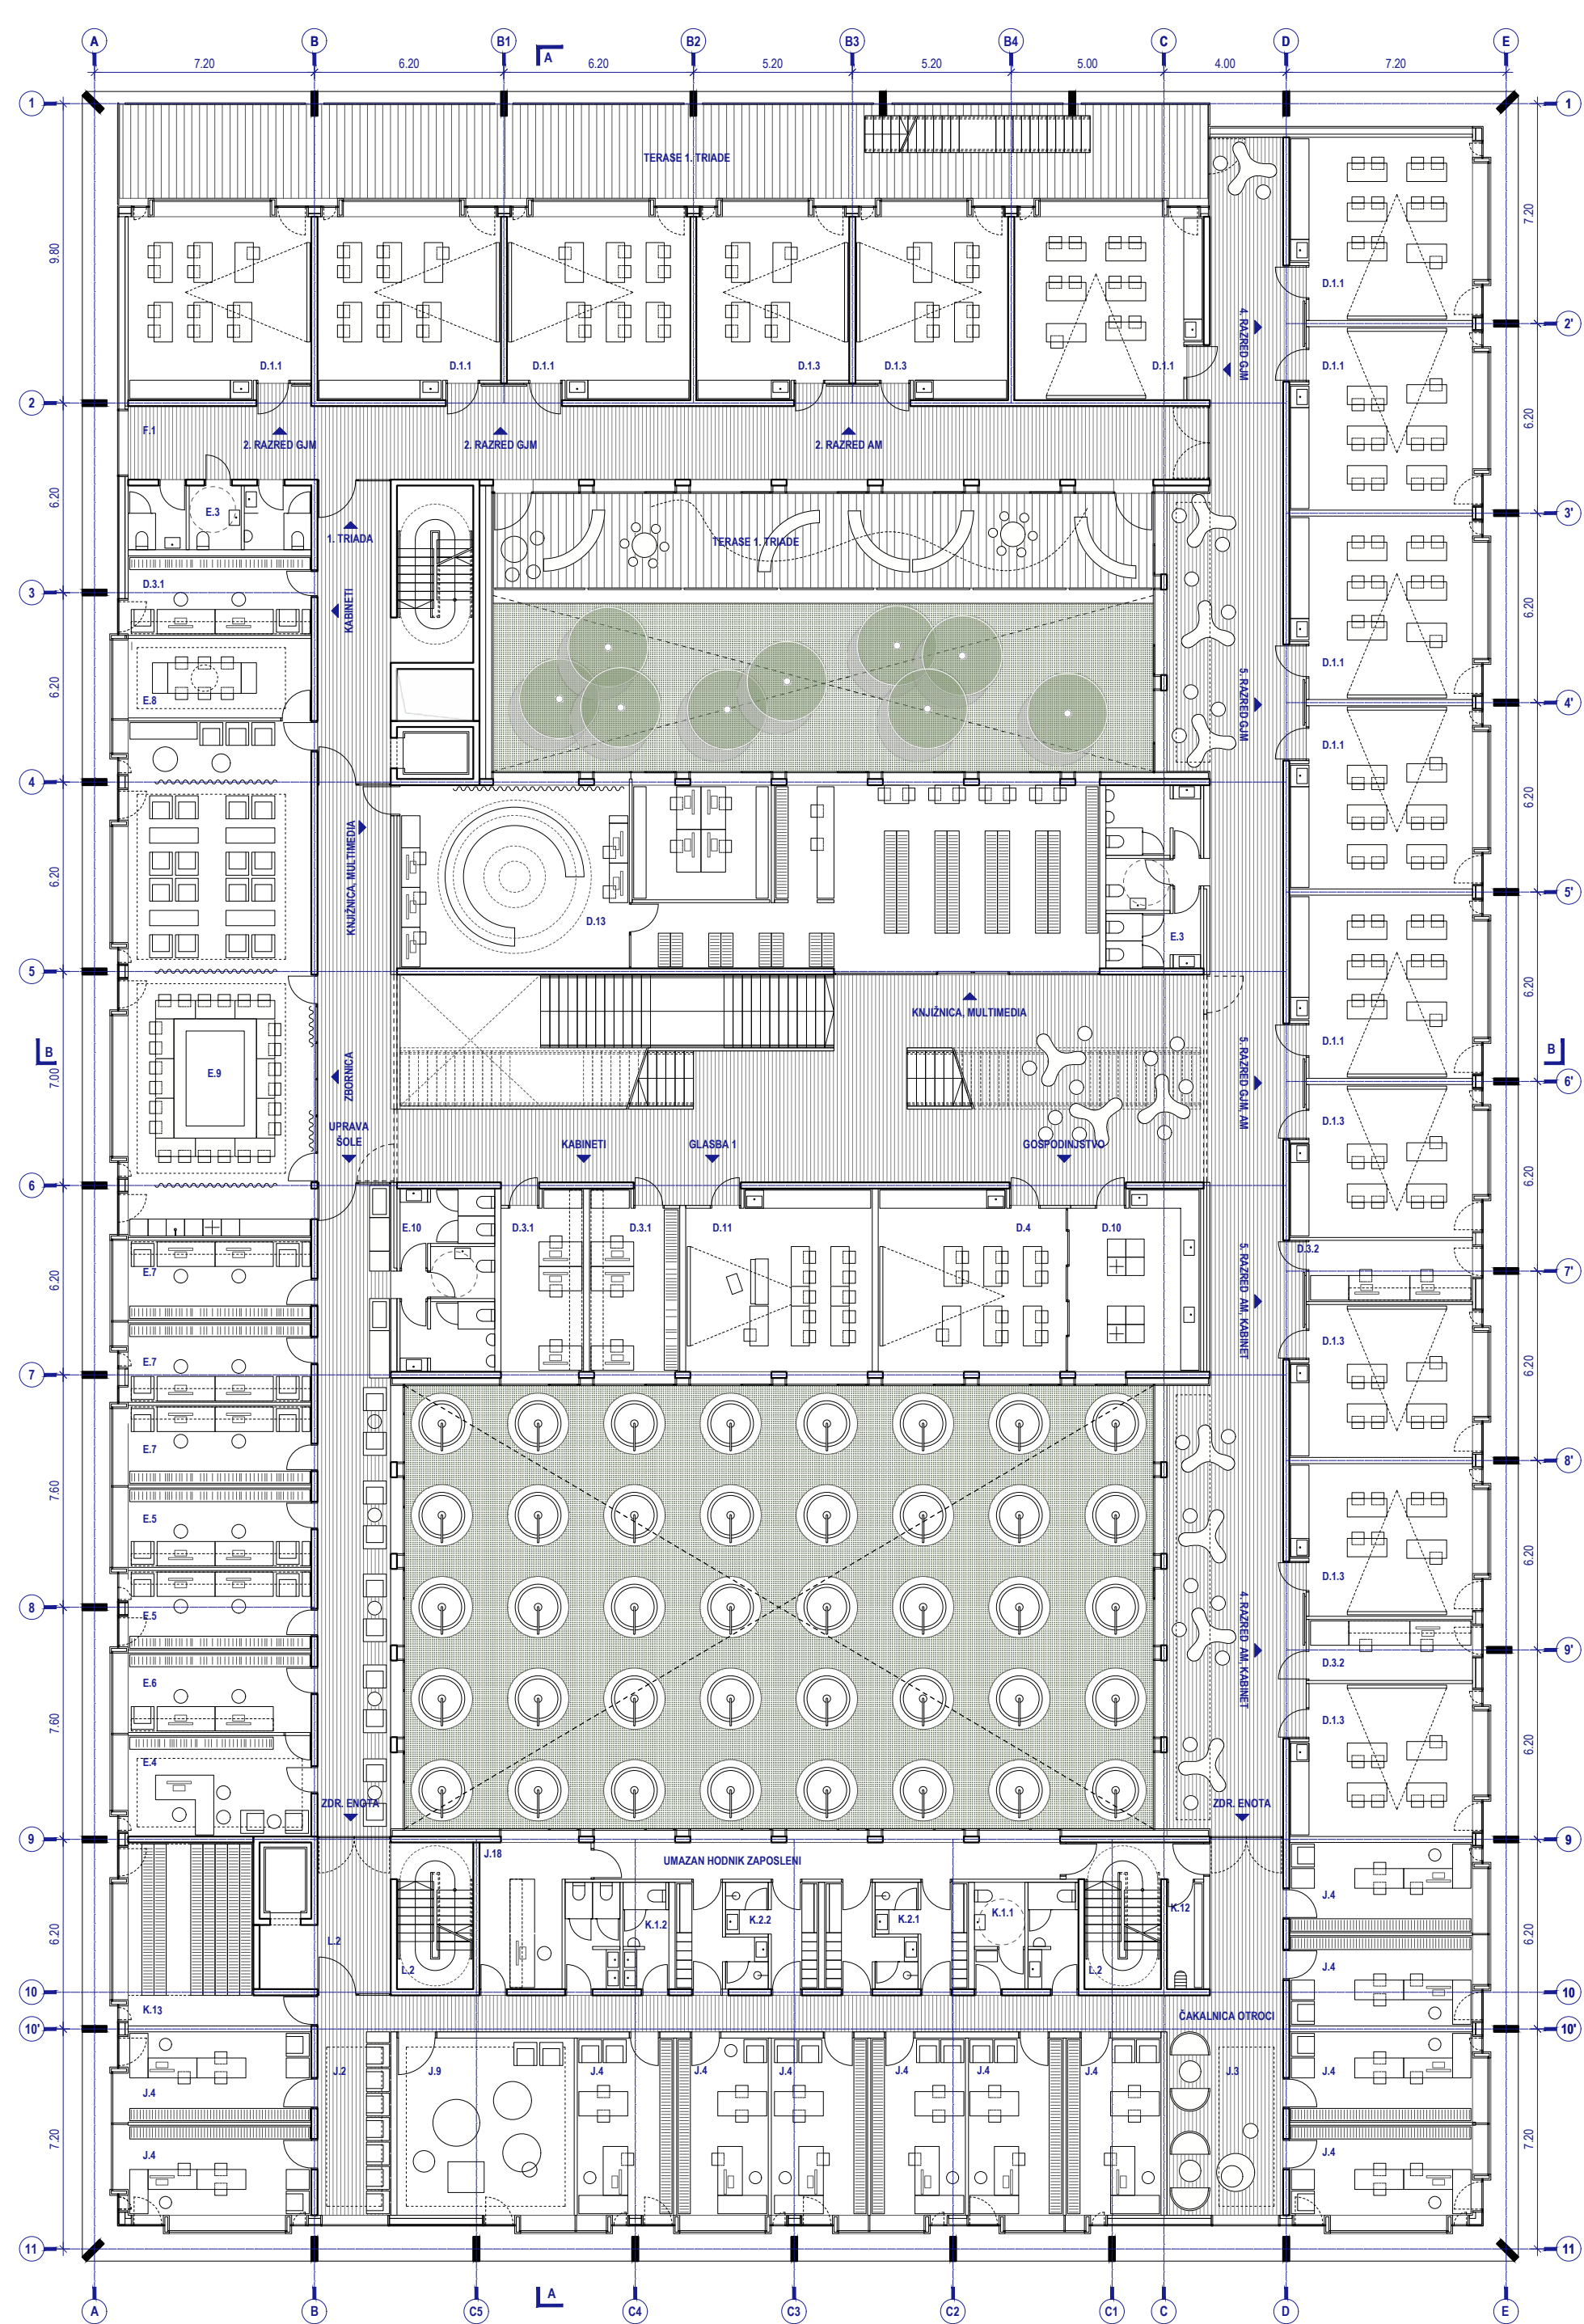 A B B1 A B2 B3 B4 C D E
7.20 6.20 6.20 5.20 5.20 5.00 4.00 7.20
1 1
TERASE 1. TRIADE
9.80
7.20
D.1.1
2'
4. RAZRED GJM
D.1.1 D.1.1 D.1.1 D.1.3 D.1.3 D.1.1 D.1.1
2
F.1
2. RAZRED GJM 2. RAZRED GJM 2. RAZRED AM
6.20
6.20
E.3
3'
1. TRIADA
TERASE 1. TRIADE
D.3.1
3
KABINETI
6.20
D.1.1
6.20
E.8
5. RAZRED GJM
4'
D.1.1
4
6.20
KNJIŽNICA, MULTIMEDIA
6.20
5'
D.13
E.3
5
6.20
KNJIŽNICA, MULTIMEDIA
D.1.1
B B
7.00
E.9
ZBORNICA
5. RAZRED GJM, AM
6'
D.1.3
UPRAVA
ŠOLE
KABINETI GLASBA 1 GOSPODINJSTVO
6
6.20
E.10 D.3.1 D.3.1 D.11 D.4 D.10
D.3.2
E.7
6.20
7'
5. RAZRED AM, KABINET
D.1.3
E.7
7
6.20
E.7
8'
7.60
E.5
6.20
D.1.3
8
E.5
4. RAZRED AM, KABINET
9'
E.6
D.3.2
D.1.3
7.60
6.20
E.4
ZDR. ENOTA ZDR. ENOTA
9 9
J.18
UMAZAN HODNIK ZAPOSLENI
J.4
K.12
K.1.2 K.2.2 K.2.1 K.1.1
6.20
L.2
6.20
L.2 L.2
J.4
10 10
K.13
ČAKALNICA OTROCI
10' 10'
J.4 J.2 J.9 J.4 J.4 J.4 J.4 J.4 J.4 J.3 J.4
7.20
7.20
J.4 J.4
11 11
A
A B C5 C4 C3 C2 C1 C D E